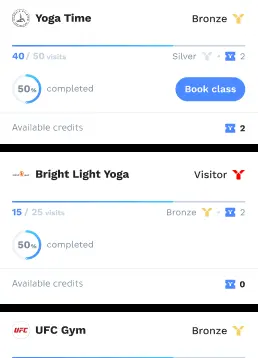 Yoga Time Bronze
40 / 50 visits Silver • 2
50% completed Book class
Available credits 2
Bright Light Yoga Visitor
15 / 25 visits Bronze • 2
50% completed
Available credits 0
UFC UFC Gym Bronze